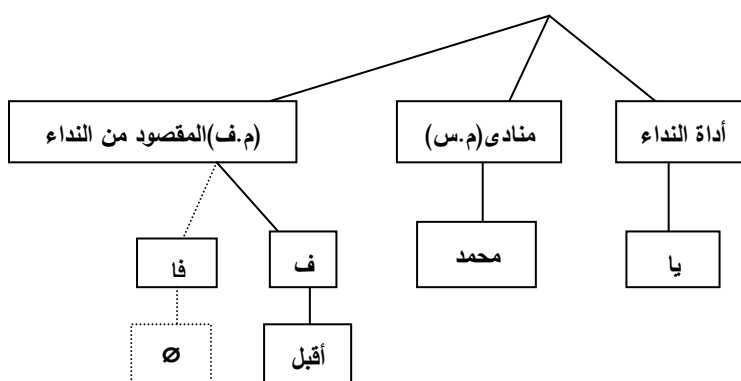 أداة النداء
منادى(م.س)
(م.ف)المقصود من النداء
يا
محمد
ف
فا
أقبل
Ø